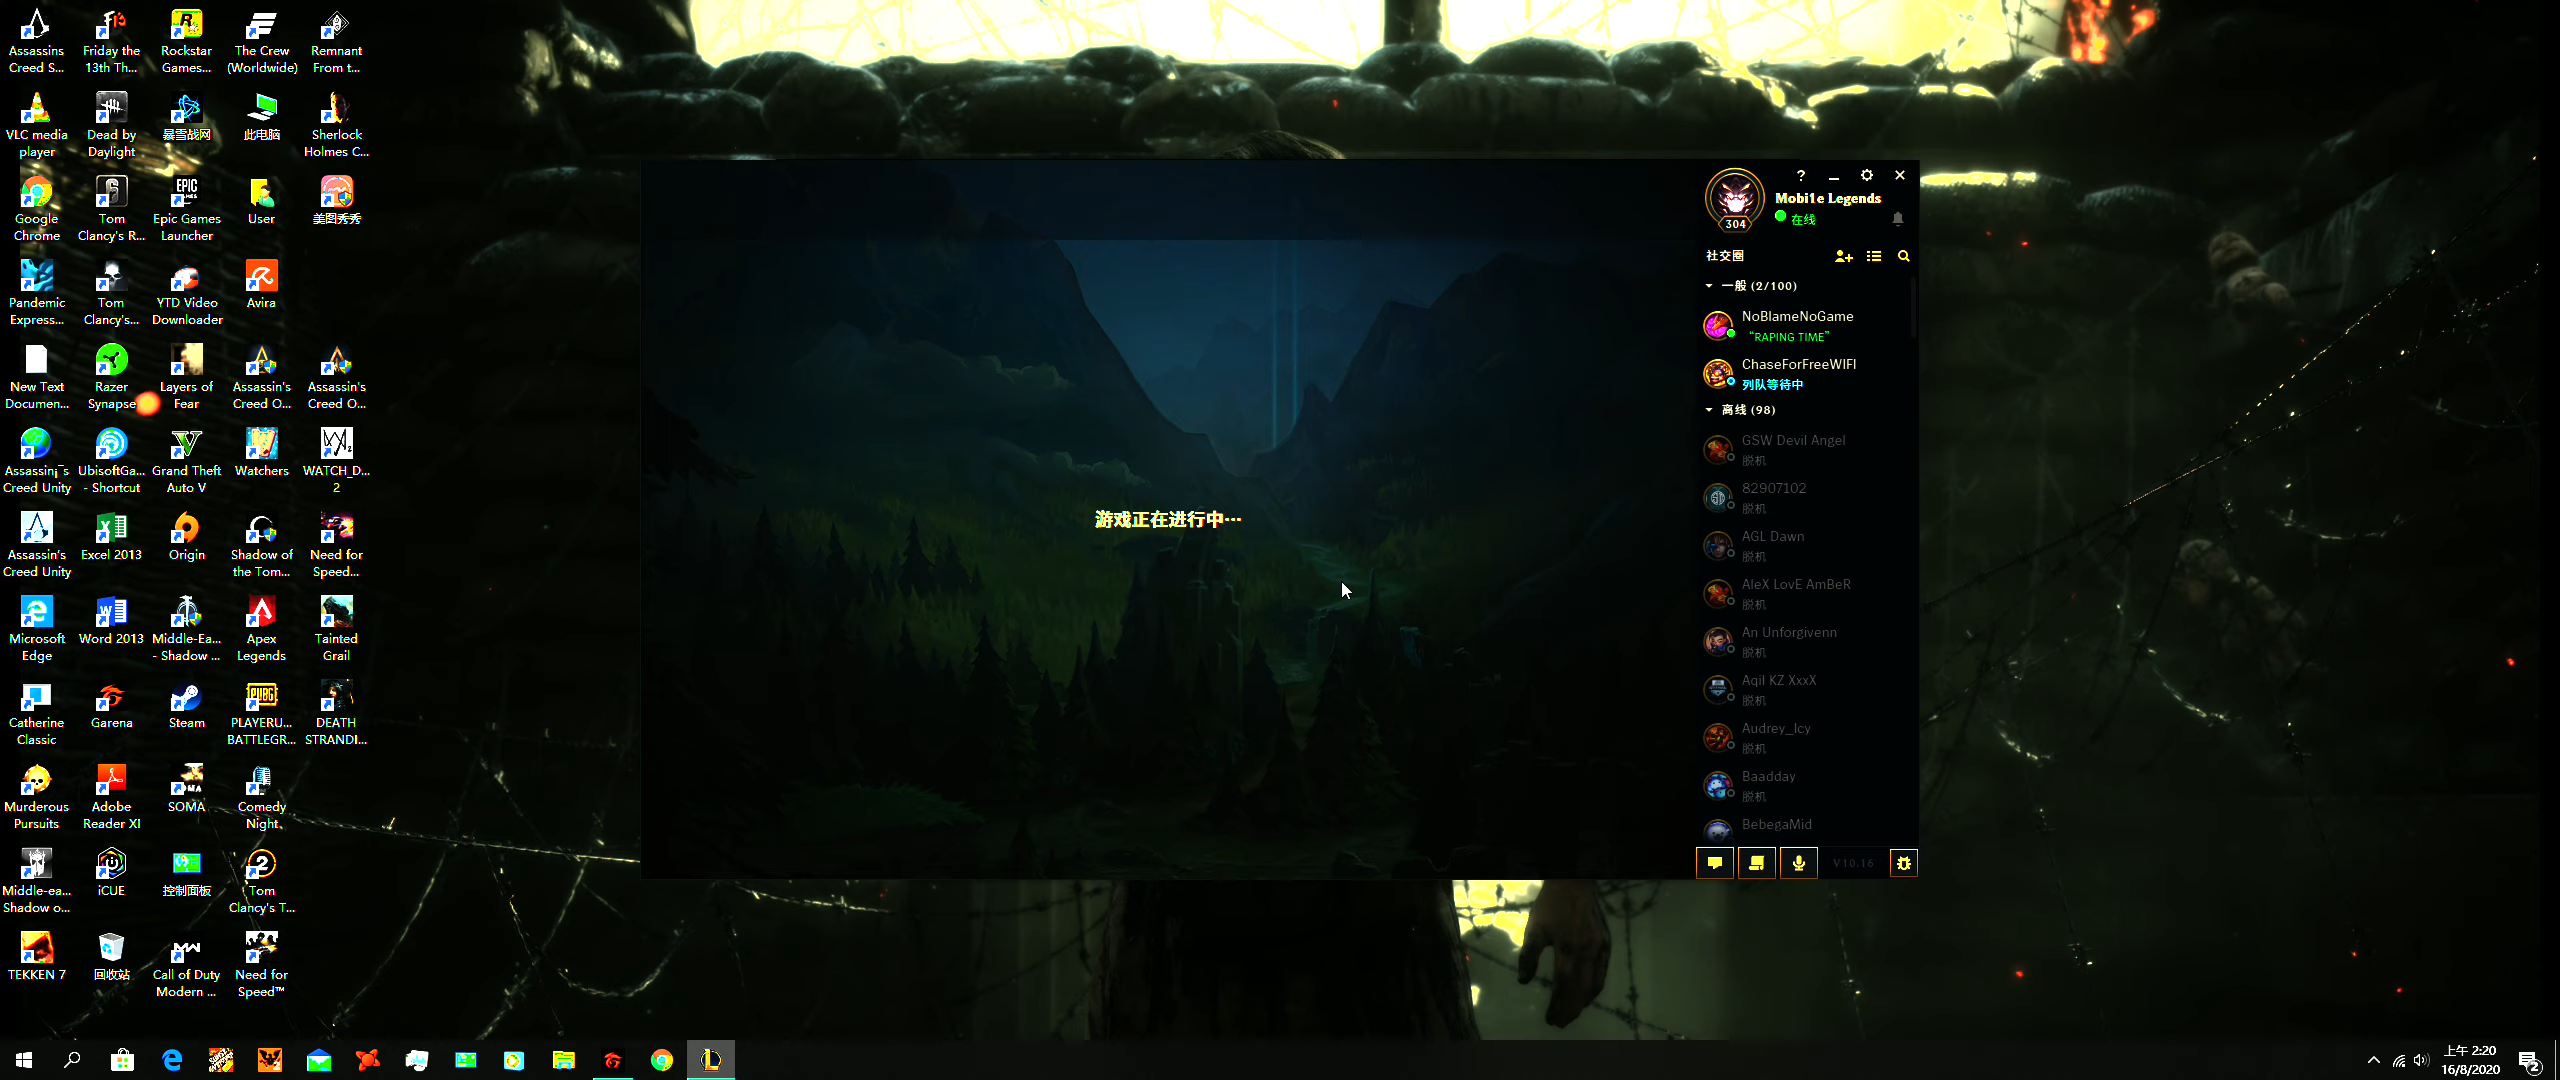 Assassins
Creed S...
Friday the
13th Th...
Rockstar
Games...
The Crew
(Worldwide)
Remnant
From t...
VLC media
player
Dead by
Daylight
暴雪战网
此电脑
Sherlock
Holmes C...
Google
Chrome
Tom
Clancy's R...
Epic Games
Launcher
User
美图秀秀
Pandemic
Express...
Tom
Clancy's...
YTD Video
Downloader
Avira
New Text
Documen...
Razer
Synapse
Layers of
Fear
Assassin's
Creed O...
Assassin's
Creed O...
Assassin¡¯s
Creed Unity
UbisoftGa...
- Shortcut
Grand Theft
Auto V
Watchers
WATCH_D...
2
Assassin's
Creed Unity
Excel 2013
Origin
Shadow of
the Tom...
Need for
Speed...
Microsoft
Edge
Word 2013
Middle-Ea...
- Shadow ...
Apex
Legends
Tainted
Grail
Catherine
Classic
Garena
Steam
PLAYERU...
BATTLEGR...
DEATH
STRANDI...
Murderous
Pursuits
Adobe
Reader XI
SOMA
Comedy
Night
Middle-ea...
Shadow o...
iCUE
控制面板
Tom
Clancy's T...
TEKKEN 7
回收站
Call of Duty
Modern ...
Need for
Speed™
游戏正在进行中…
304
Mobi1e Legends
在线
社交圈
一般 (2/100)
NoBlameNoGame
“RAPING TIME”
ChaseForFreeWIFI
列队等待中
离线 (98)
GSW Devil Angel
脱机
82907102
脱机
AGL Dawn
脱机
AleX LovE AmBeR
脱机
An Unforgivenn
脱机
Aqil KZ XxxX
脱机
Audrey_Icy
脱机
Baadday
脱机
BebegaMid
V10.16
上午 2:20
16/8/2020
2